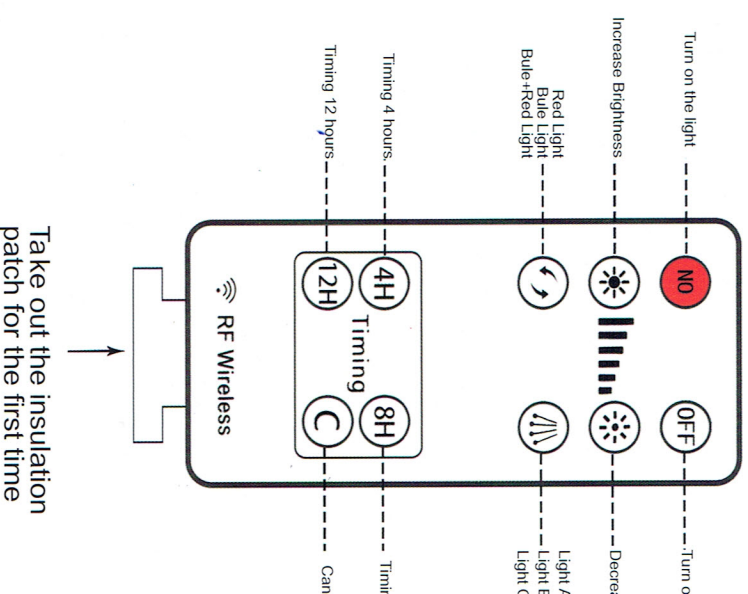 Turn on the light
ON
OFF
Turn o
Increase Brightness
Decrea
Red Light
Bule Light
Bule+Red Light
Light A
Light
Light
Timing 4 hours
4H
8H
Timing
Timing 12 hours
12H
C
Can
RF Wireless
Take out the insulation
patch for the first time